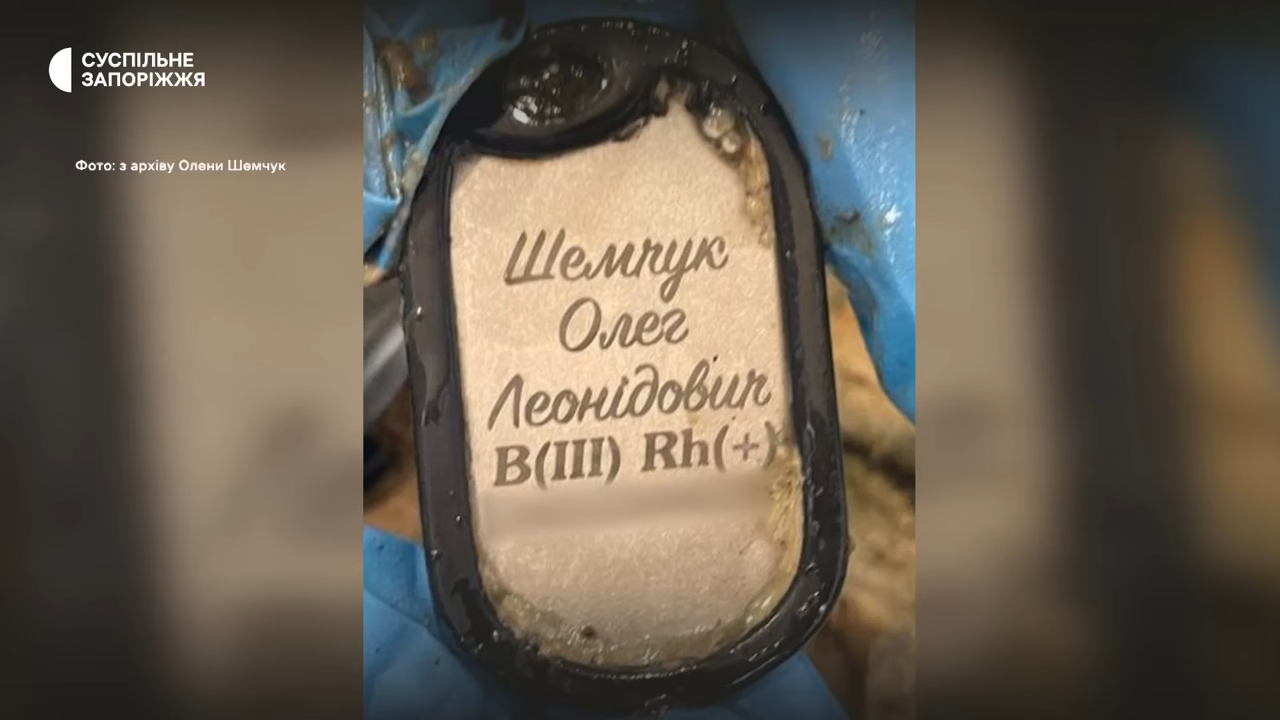 СУСПІЛЬНЕ
ЗАПОРІЖЖЯ
Фото: з архіву Олени Шемчук
Шемчук
Олег
Леонідович
B(III) Rh(+)